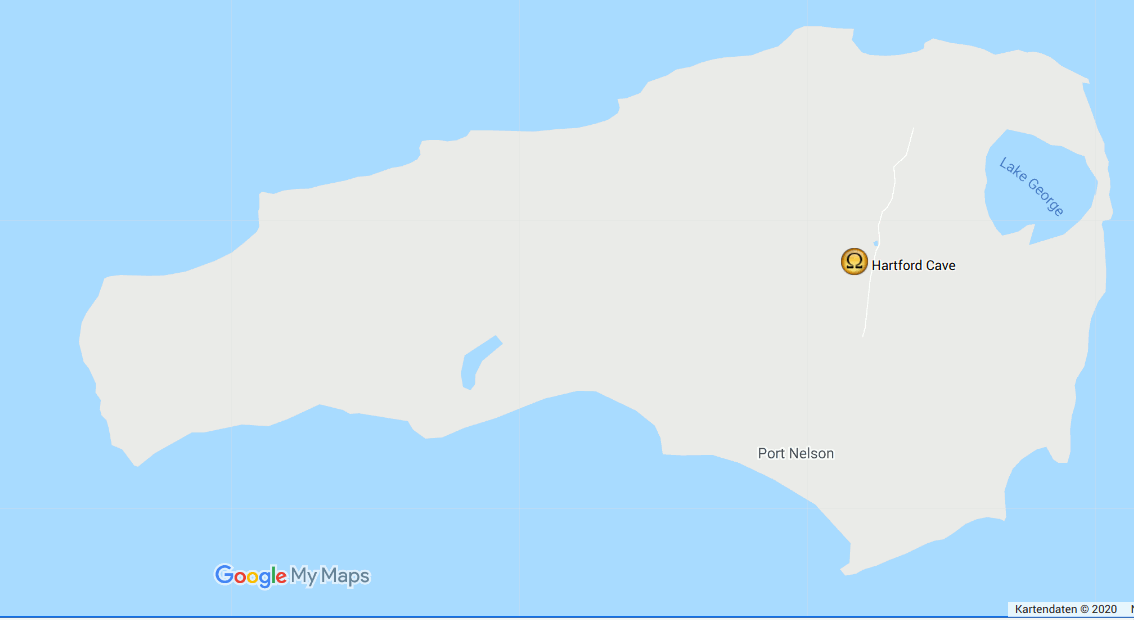 Lake George
Ω
Hartford Cave
Port Nelson
Google My Maps
Kartendaten © 2020